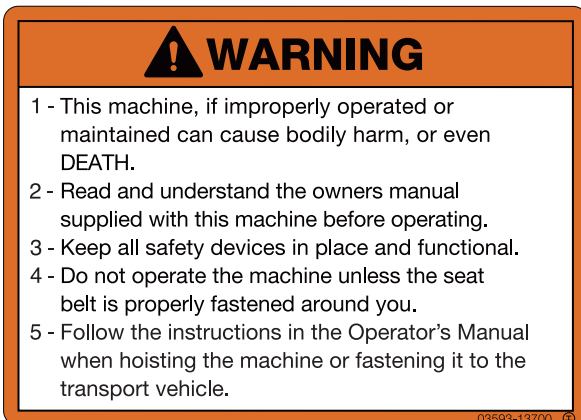 WARNING
1 - This machine, if improperly operated or
maintained can cause bodily harm, or even
DEATH.
2 - Read and understand the owners manual
supplied with this machine before operating.
3 - Keep all safety devices in place and functional.
4 - Do not operate the machine unless the seat
belt is properly fastened around you.
5 - Follow the instructions in the Operator's Manual
when hoisting the machine or fastening it to the
transport vehicle.
03593-13700